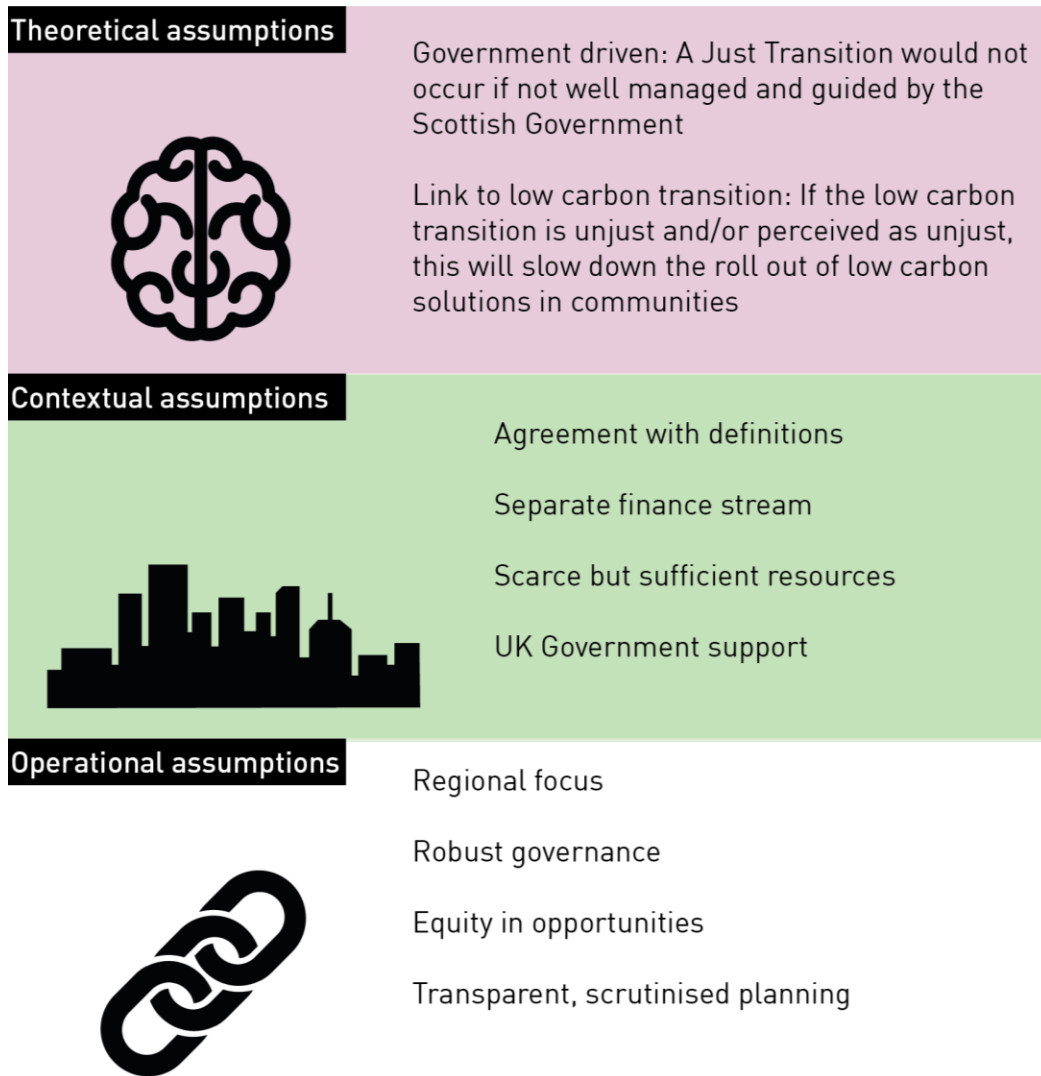 Theoretical assumptions
Government driven: A Just Transition would not
occur if not well managed and guided by the
Scottish Government
Link to low carbon transition: If the low carbon
transition is unjust and/or perceived as unjust,
this will slow down the roll out of low carbon
solutions in communities
Contextual assumptions
Agreement with definitions
Separate finance stream
Scarce but sufficient resources
UK Government support
Operational assumptions
Regional focus
Robust governance
Equity in opportunities
Transparent, scrutinised planning